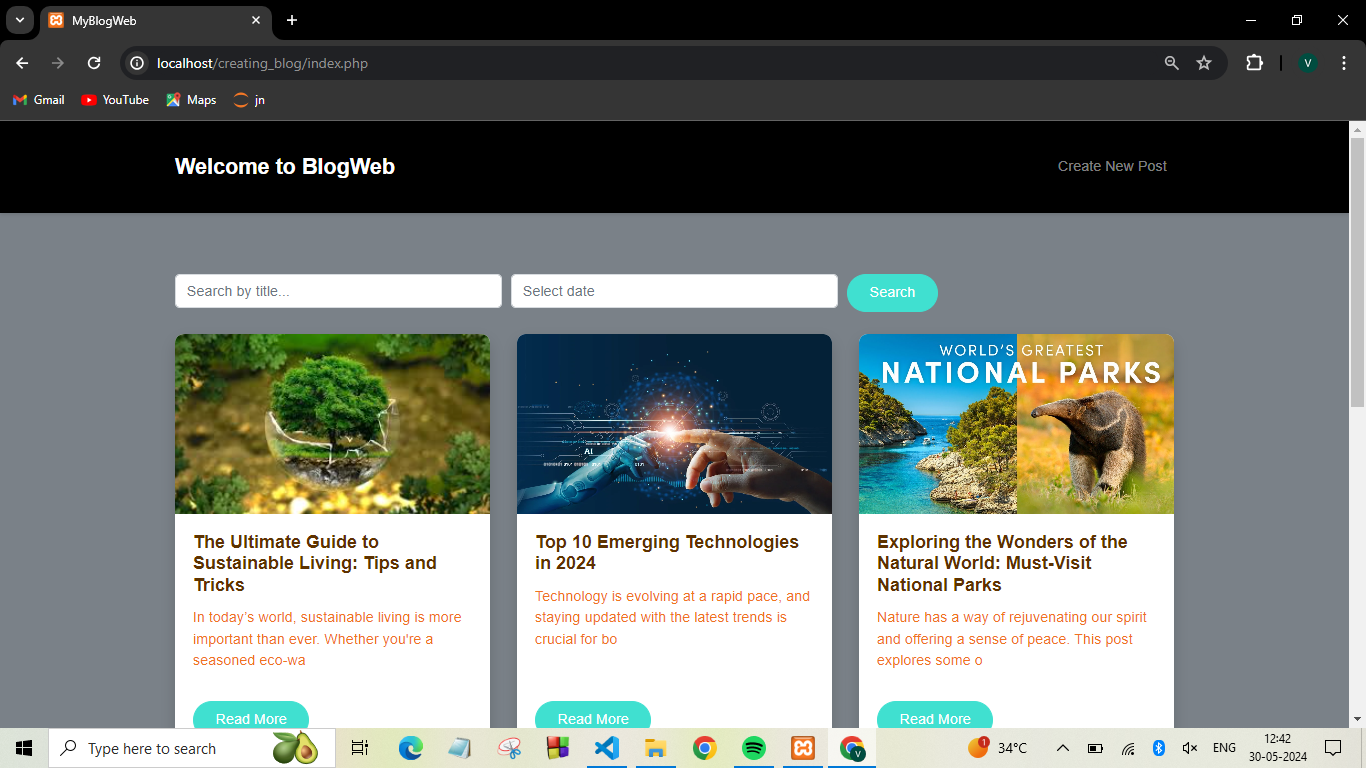 MyBlogWeb
localhost/creating_blog/index.php
V
Gmail
YouTube
Maps
jn
Welcome to BlogWeb
Create New Post
Search by title...
Select date
Search
AI
WORLD'S GREATEST
NATIONAL PARKS
The Ultimate Guide to
Sustainable Living: Tips and
Tricks
In today's world, sustainable living is more
important than ever. Whether you're a
seasoned eco-wa
Read More
Top 10 Emerging Technologies
in 2024
Technology is evolving at a rapid pace, and
staying updated with the latest trends is
crucial for bo
Read More
Exploring the Wonders of the
Natural World: Must-Visit
National Parks
Nature has a way of rejuvenating our spirit
and offering a sense of peace. This post
explores some o
Read More
Type here to search
V
1
34°C
ENG
12:42
30-05-2024